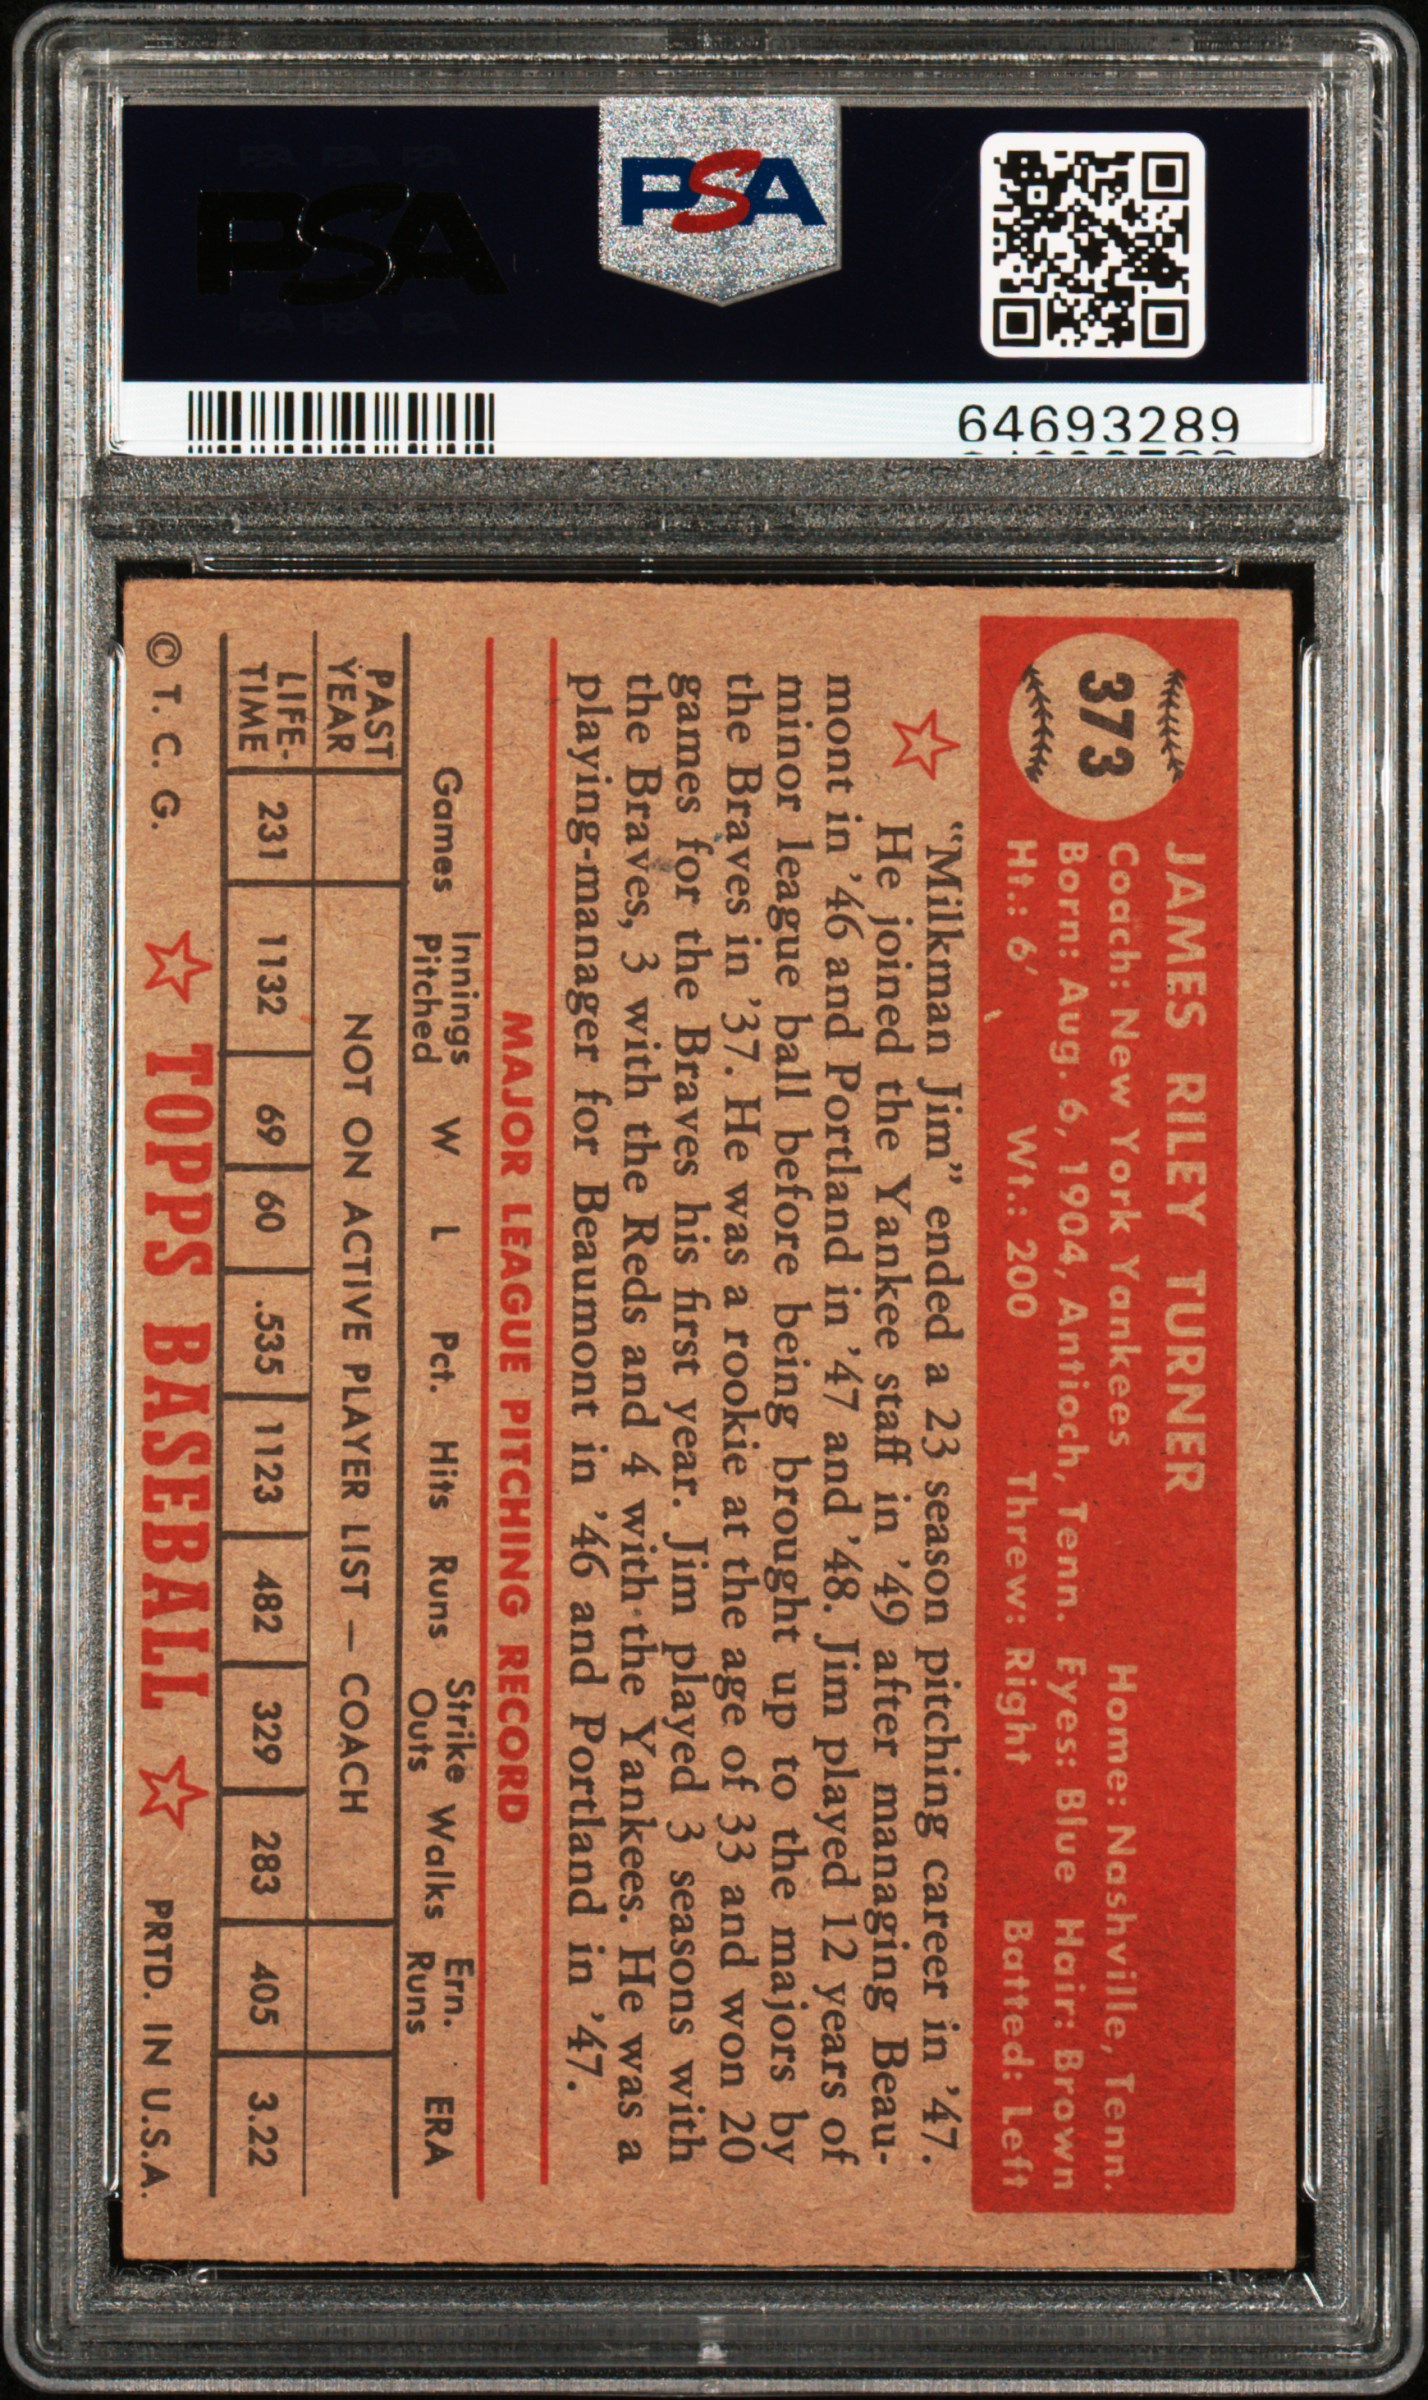 PSA
PSA
PSA PSA PSA
PSA PSA PSA
64693289
373
JAMES RILEY TURNER
Coach: New York Yankees Home: Nashville, Tenn.
Born: Aug. 6, 1904, Antioch, Tenn. Eyes: Blue Hair: Brown
Ht.: 6' Wt.: 200 Threw: Right Batted: Left
"Milkman Jim" ended a 23 season pitching career in '47.
He joined the Yankee staff in '49 after managing Beau-
mont in '46 and Portland in '47 and '48. Jim played 12 years of
minor league ball before being brought up to the majors by
the Braves in '37. He was a rookie at the age of 33 and won 20
games for the Braves his first year. Jim played 3 seasons with
the Braves, 3 with the Reds and 4 with the Yankees. He was a
playing-manager for Beaumont in '46 and Portland in '47.
MAJOR LEAGUE PITCHING RECORD
Games Innings Pitched W L Pct. Hits Runs Strike Outs Walks Ern. Runs ERA
PAST YEAR NOT ON ACTIVE PLAYER LIST — COACH
LIFE-TIME 231 1132 69 60 .535 1123 482 329 283 405 3.22
© T. C. G. TOPPS BASEBALL PRTD. IN U.S.A.